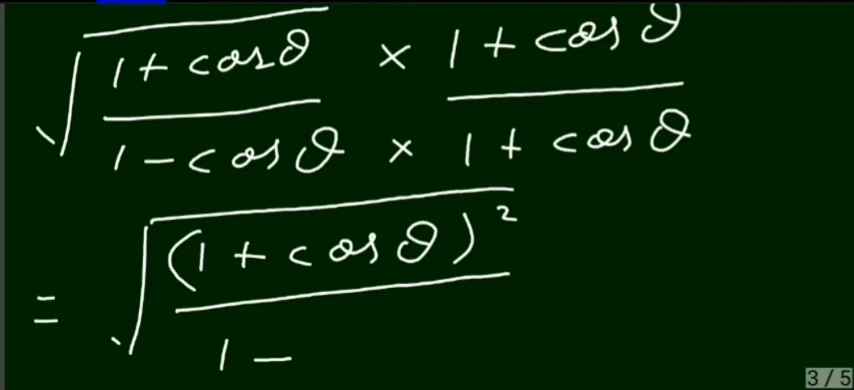 √(1 + cosθ / 1 - cosθ) × (1 + cosθ / × 1 + cosθ)
= √((1 + cosθ)² / 1 -
3/5